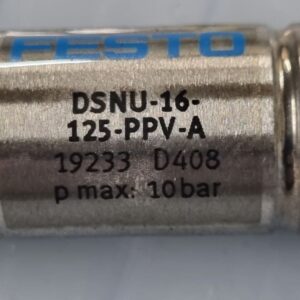 FESTO
DSNU-16-
125-PPV-A
19233 D408
p max: 10bar